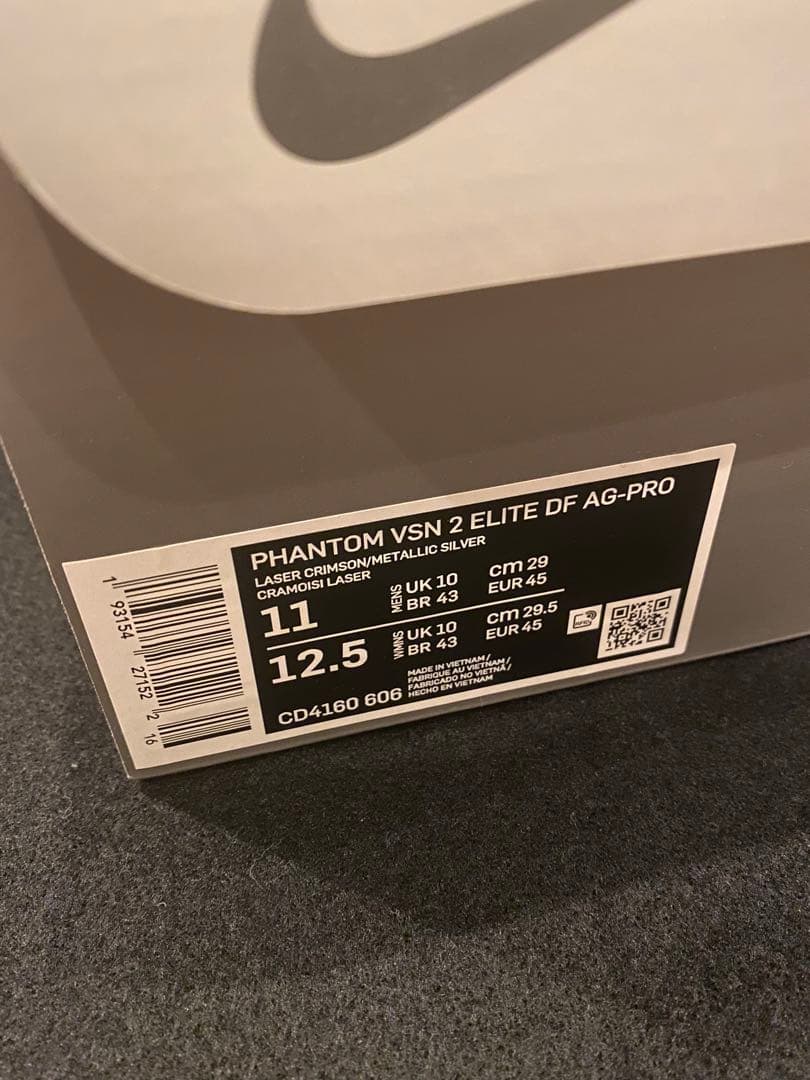 PHANTOM VSN 2 ELITE DF AG-PRO
LASER CRIMSON/METALLIC SILVER
CRAMOISI LASER
11
MENS
UK 10
BR 43
cm 29
EUR 45
12.5
WMNS
UK 10
BR 43
cm 29.5
EUR 45
RFID
CD4160 606
MADE IN VIETNAM/
FABRIQUE AU VIETNAM/
FABRICADO NO VIETNÃ/
HECHO EN VIETNAM
1 93154 27152 2 16